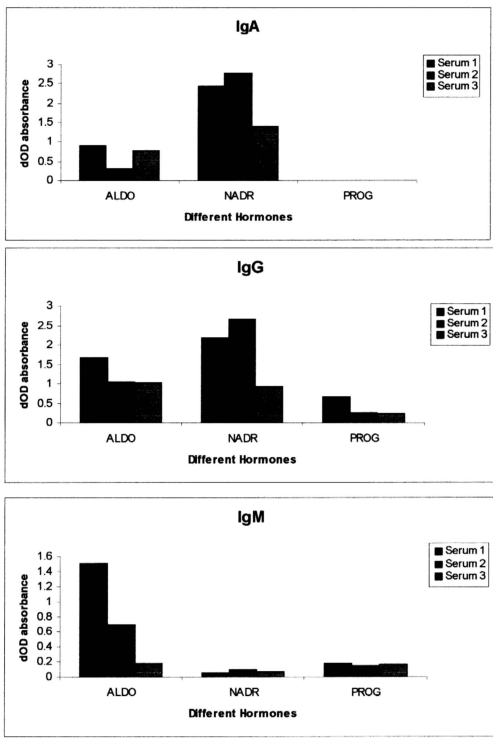 IgA
Serum 1
Serum 2
Serum 3
3
2.5
2
1.5
1
0.5
0
dOD absorbance
ALDO NADR PROG
Different Hormones
IgG
Serum 1
Serum 2
Serum 3
3
2.5
2
1.5
1
0.5
0
dOD absorbance
ALDO NADR PROG
Different Hormones
IgM
Serum 1
Serum 2
Serum 3
1.6
1.4
1.2
1
0.8
0.6
0.4
0.2
0
dOD absorbance
ALDO NADR PROG
Different Hormones